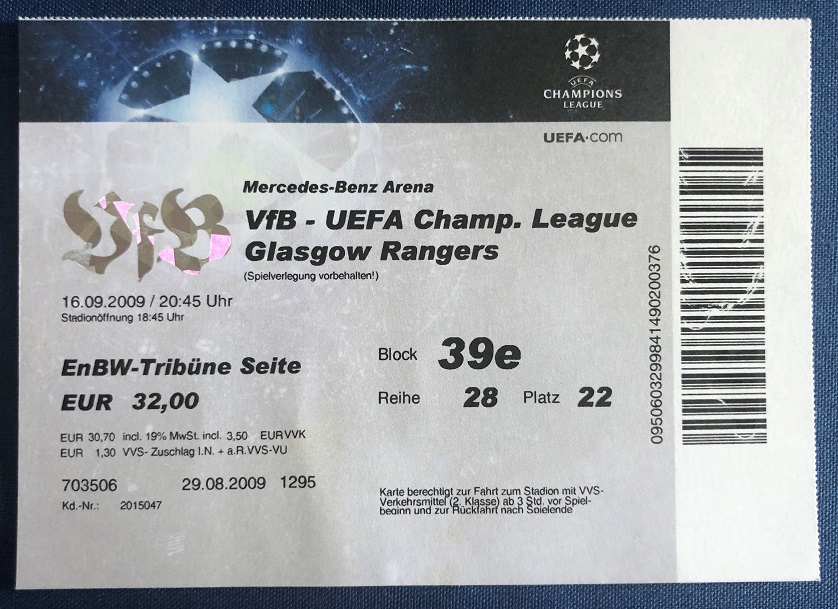 UEFA
CHAMPIONS
LEAGUE
UEFA.com
VfB
Mercedes-Benz Arena
VfB - UEFA Champ. League
Glasgow Rangers
(Spielverlegung vorbehalten!)
16.09.2009 / 20:45 Uhr
Stadionöffnung 18:45 Uhr
EnBW-Tribüne Seite
EUR 32,00
Block 39e
Reihe 28 Platz 22
EUR 30,70 incl. 19% MwSt. incl. 3,50 EURVVK
EUR 1,30 VVS- Zuschlag I.N. + a.R.VVS-VU
703506 29.08.2009 1295
Kd.-Nr.: 2015047
Karte berechtigt zur Fahrt zum Stadion mit VVS-
Verkehrsmittel (2. Klasse) ab 3 Std. vor Spiel-
beginn und zur Rückfahrt nach Spielende
0950603299841490200376